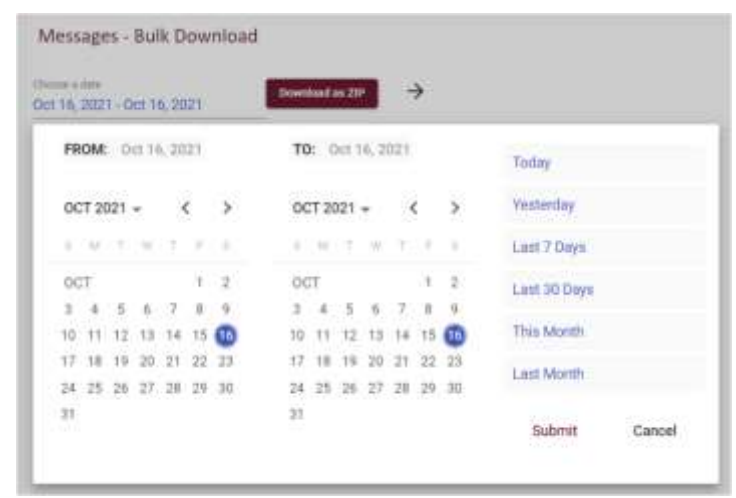 Messages - Bulk Download
Choose a date
Oct 16, 2021 - Oct 16, 2021
Download as ZIP
FROM: Oct 16, 2021
TO: Oct 16, 2021
OCT 2021
OCT 2021
S M T W T F S
S M T W T F S
OCT 1 2
3 4 5 6 7 8 9
10 11 12 13 14 15 16
17 18 19 20 21 22 23
24 25 26 27 28 29 30
31
OCT 1 2
3 4 5 6 7 8 9
10 11 12 13 14 15 16
17 18 19 20 21 22 23
24 25 26 27 28 29 30
31
Today
Yesterday
Last 7 Days
Last 30 Days
This Month
Last Month
Submit Cancel